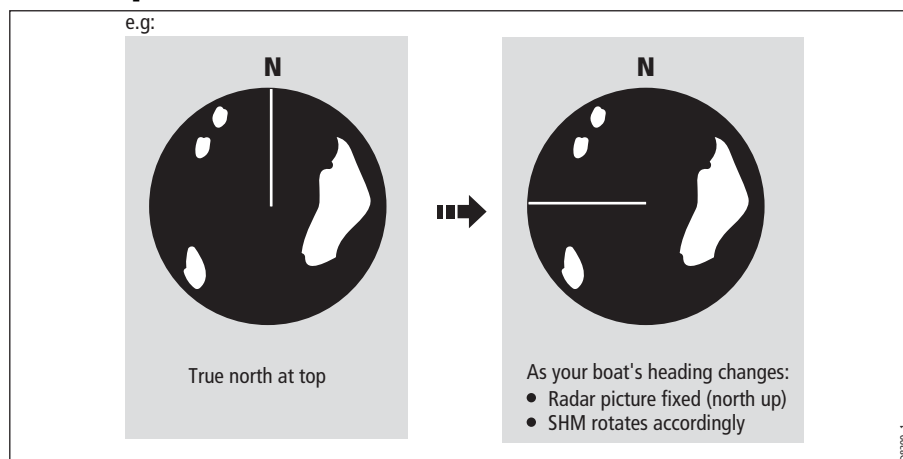 e.g:
N
True north at top
N
As your boat's heading changes:
• Radar picture fixed (north up)
• SHM rotates accordingly